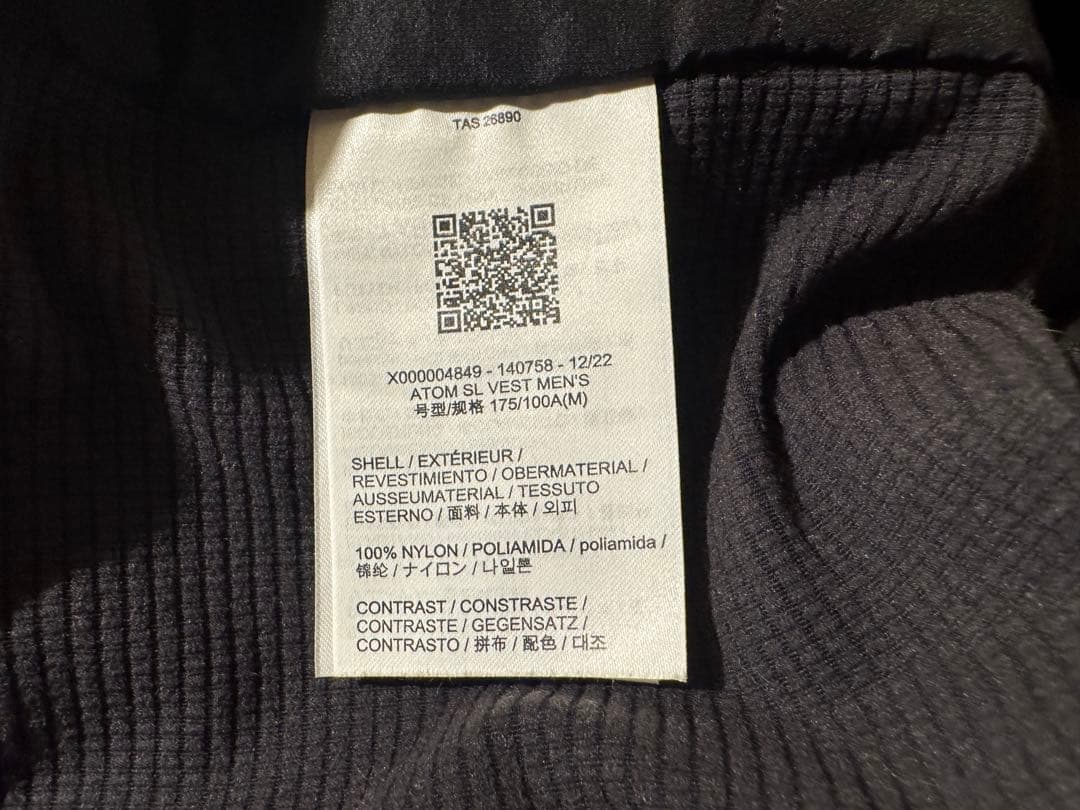 TAS 26890
X000004849 - 140758 - 12/22
ATOM SL VEST MEN'S
号型/规格 175/100A(M)
SHELL / EXTÉRIEUR /
REVESTIMIENTO / OBERMATERIAL /
AUSSEUMATERIAL / TESSUTO
ESTERNO / 面料 / 本体 / 외피
100% NYLON / POLIAMIDA / poliamida /
锦纶 / ナイロン / 나일론
CONTRAST / CONSTRASTE /
CONTRASTE / GEGENSATZ /
CONTRASTO / 拼布 / 配色 / 대조